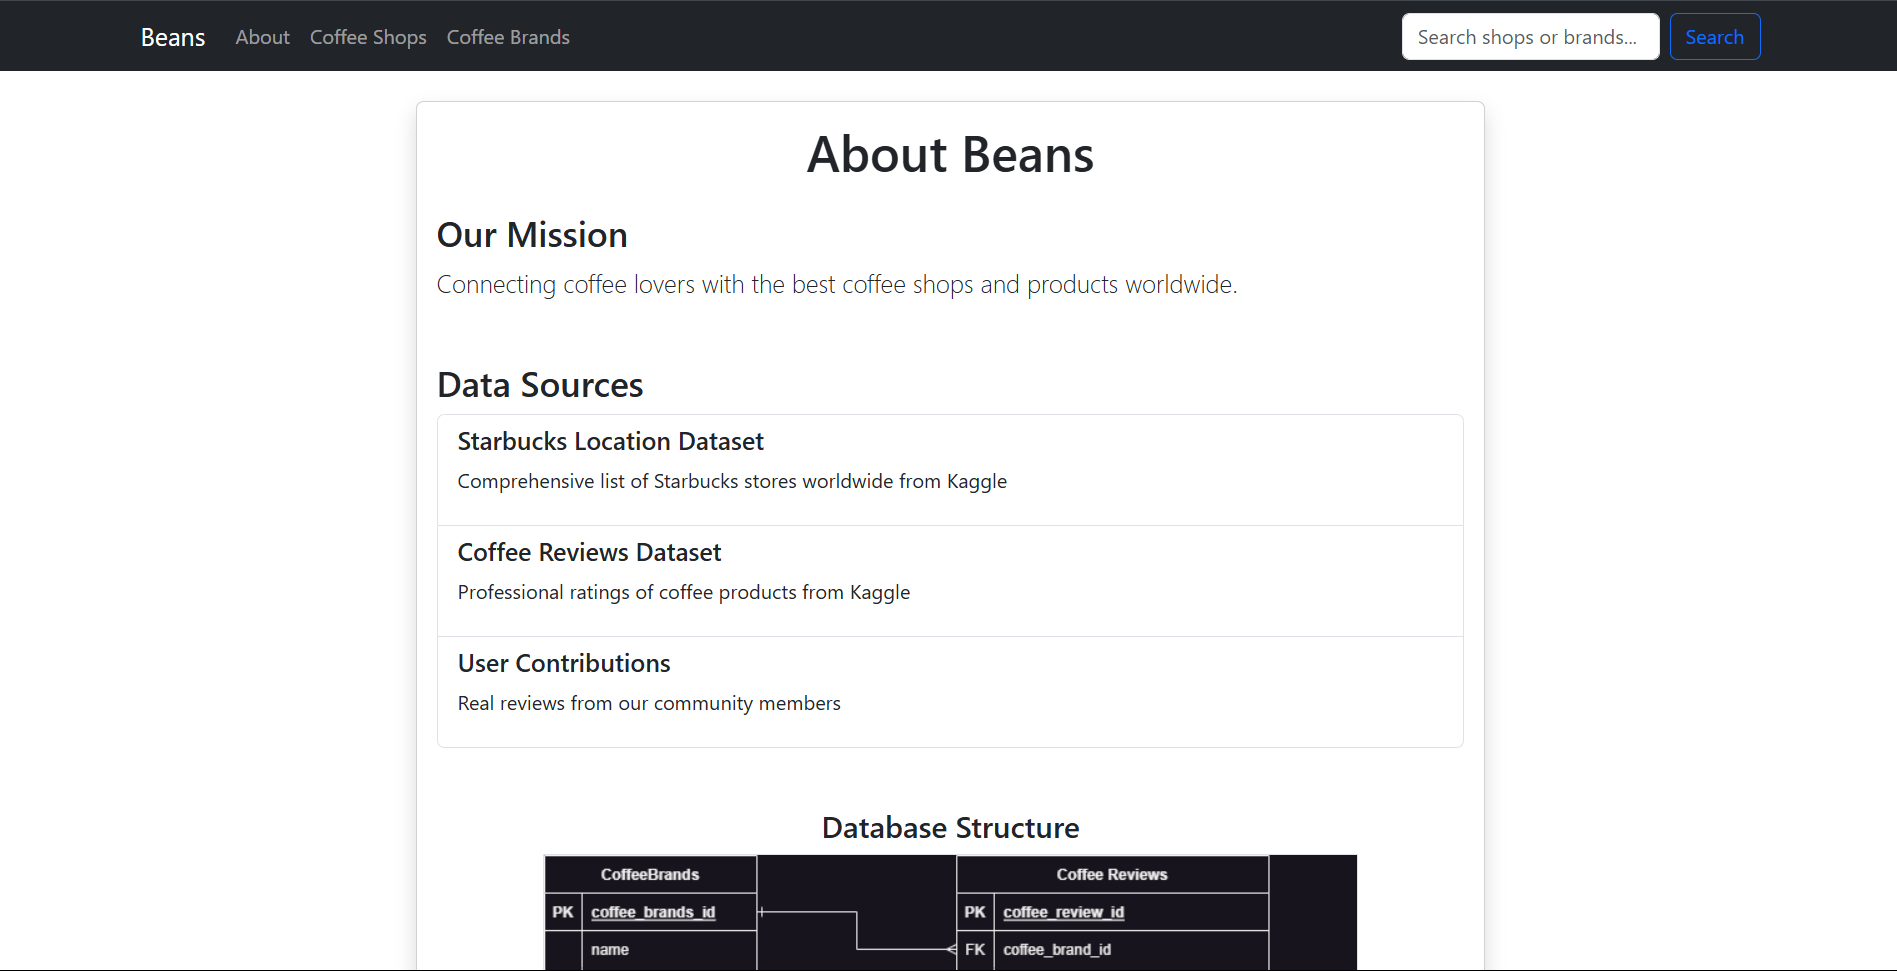 Beans About Coffee Shops Coffee Brands Search shops or brands... Search
About Beans
Our Mission
Connecting coffee lovers with the best coffee shops and products worldwide.
Data Sources
Starbucks Location Dataset
Comprehensive list of Starbucks stores worldwide from Kaggle
Coffee Reviews Dataset
Professional ratings of coffee products from Kaggle
User Contributions
Real reviews from our community members
Database Structure
CoffeeBrands Coffee Reviews
PK coffee_brands_id PK coffee_review_id
name FK coffee_brand_id